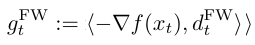 g_t^{FW} := ⟨−∇f(x_t), d_t^{FW}⟩⟩